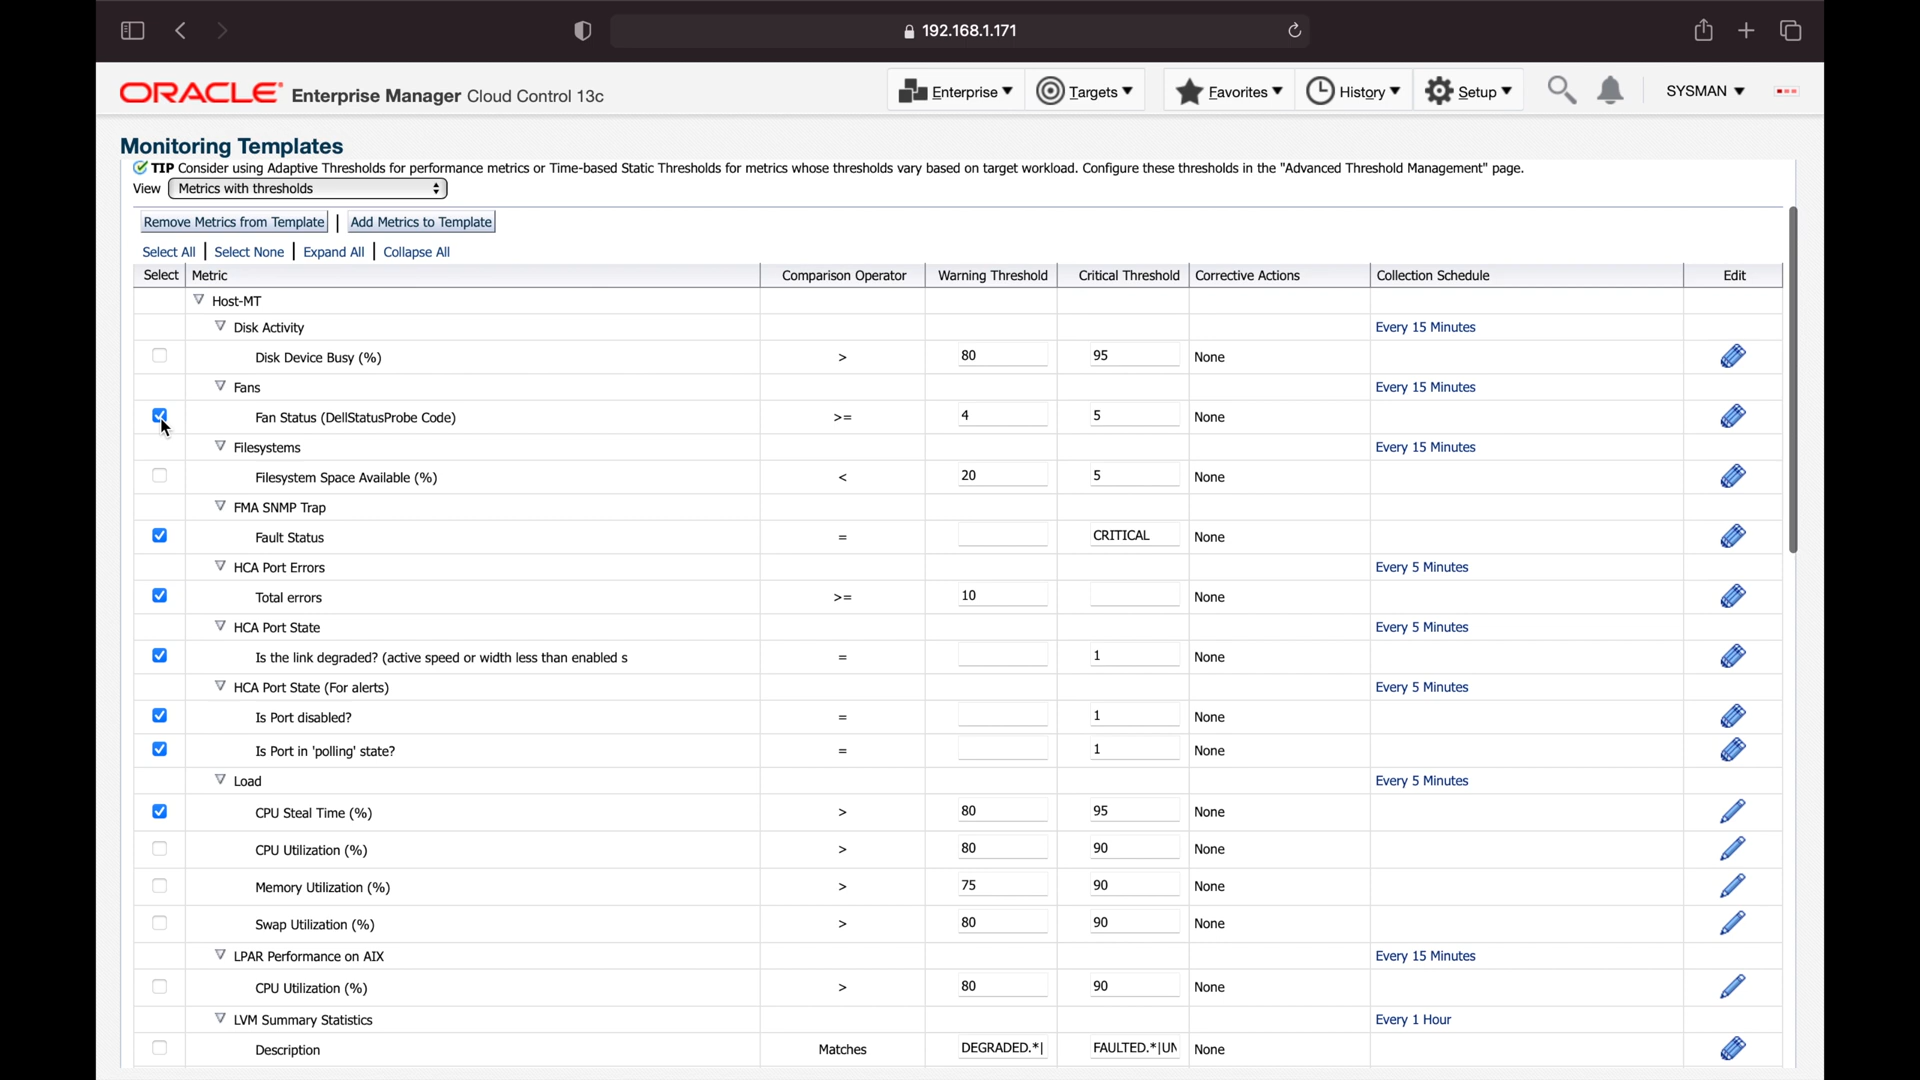 192.168.1.171
ORACLE Enterprise Manager Cloud Control 13c
Enterprise ▼ Targets ▼ Favorites ▼ History ▼ Setup ▼ SYSMAN ▼
Monitoring Templates
TIP Consider using Adaptive Thresholds for performance metrics or Time-based Static Thresholds for metrics whose thresholds vary based on target workload. Configure these thresholds in the "Advanced Threshold Management" page.
View Metrics with thresholds
Remove Metrics from Template | Add Metrics to Template
Select All | Select None | Expand All | Collapse All
Select Metric Comparison Operator Warning Threshold Critical Threshold Corrective Actions Collection Schedule Edit
Host-MT
Disk Activity Every 15 Minutes
Disk Device Busy (%) > 80 95 None
Fans Every 15 Minutes
Fan Status (DellStatusProbe Code) >= 4 5 None
Filesystems Every 15 Minutes
Filesystem Space Available (%) < 20 5 None
FMA SNMP Trap
Fault Status = CRITICAL None
HCA Port Errors Every 5 Minutes
Total errors >= 10 None
HCA Port State Every 5 Minutes
Is the link degraded? (active speed or width less than enabled s = 1 None
HCA Port State (For alerts) Every 5 Minutes
Is Port disabled? = 1 None
Is Port in 'polling' state? = 1 None
Load Every 5 Minutes
CPU Steal Time (%) > 80 95 None
CPU Utilization (%) > 80 90 None
Memory Utilization (%) > 75 90 None
Swap Utilization (%) > 80 90 None
LPAR Performance on AIX Every 15 Minutes
CPU Utilization (%) > 80 90 None
LVM Summary Statistics Every 1 Hour
Description Matches DEGRADED.*| FAULTED.*|UN None